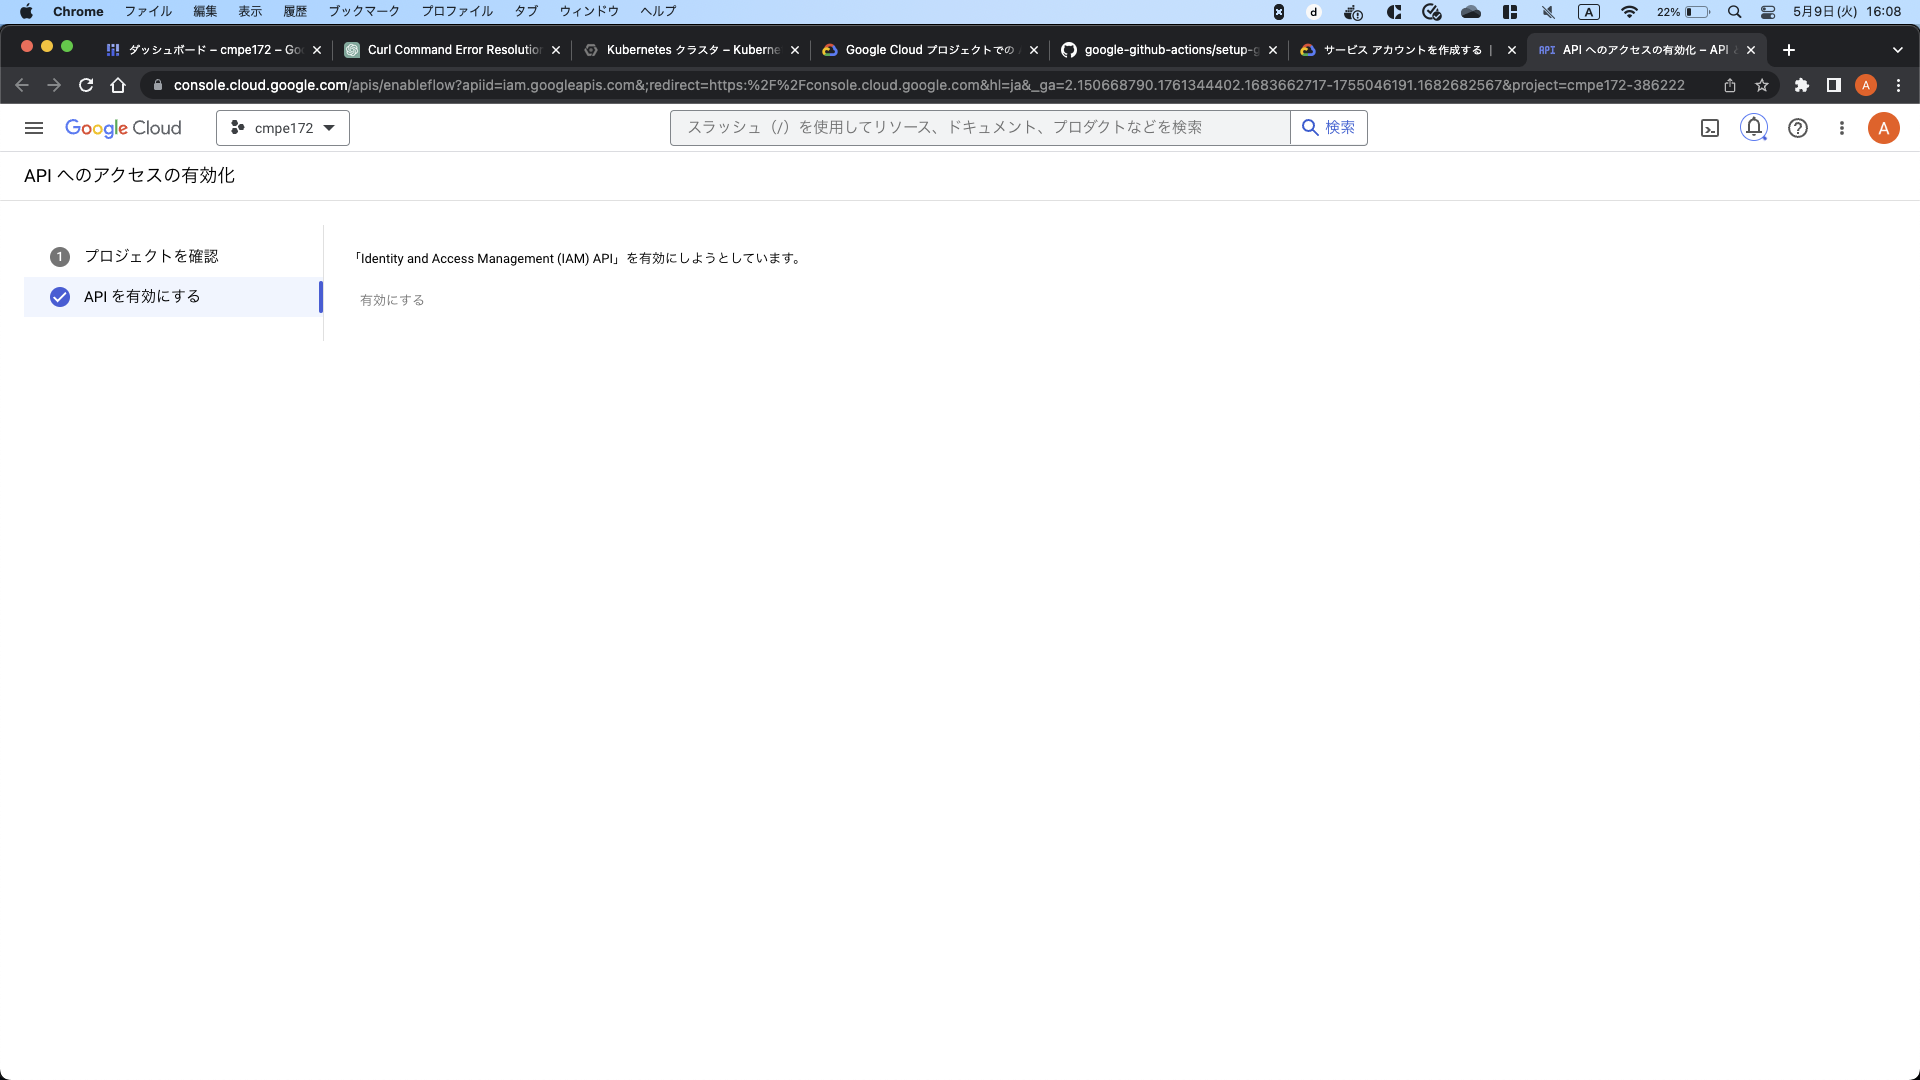 Chrome ファイル 編集 表示 履歴 ブックマーク プロファイル タブ ウィンドウ ヘルプ d A 22% 5月9日(火) 16:08
ダッシュボード – cmpe172 – Goo Curl Command Error Resolution Kubernetes クラスタ – Kuberne Google Cloud プロジェクトでの google-github-actions/setup-g サービス アカウントを作成する | API API へのアクセスの有効化 – API
console.cloud.google.com/apis/enableflow?apiid=iam.googleapis.com&;redirect=https:%2F%2Fconsole.cloud.google.com&hl=ja&_ga=2.150668790.1761344402.1683662717-1755046191.1682682567&project=cmpe172-386222 A
Google Cloud cmpe172 スラッシュ（/）を使用してリソース、ドキュメント、プロダクトなどを検索 検索 A
API へのアクセスの有効化
1 プロジェクトを確認
API を有効にする
「Identity and Access Management (IAM) API」を有効にしようとしています。
有効にする